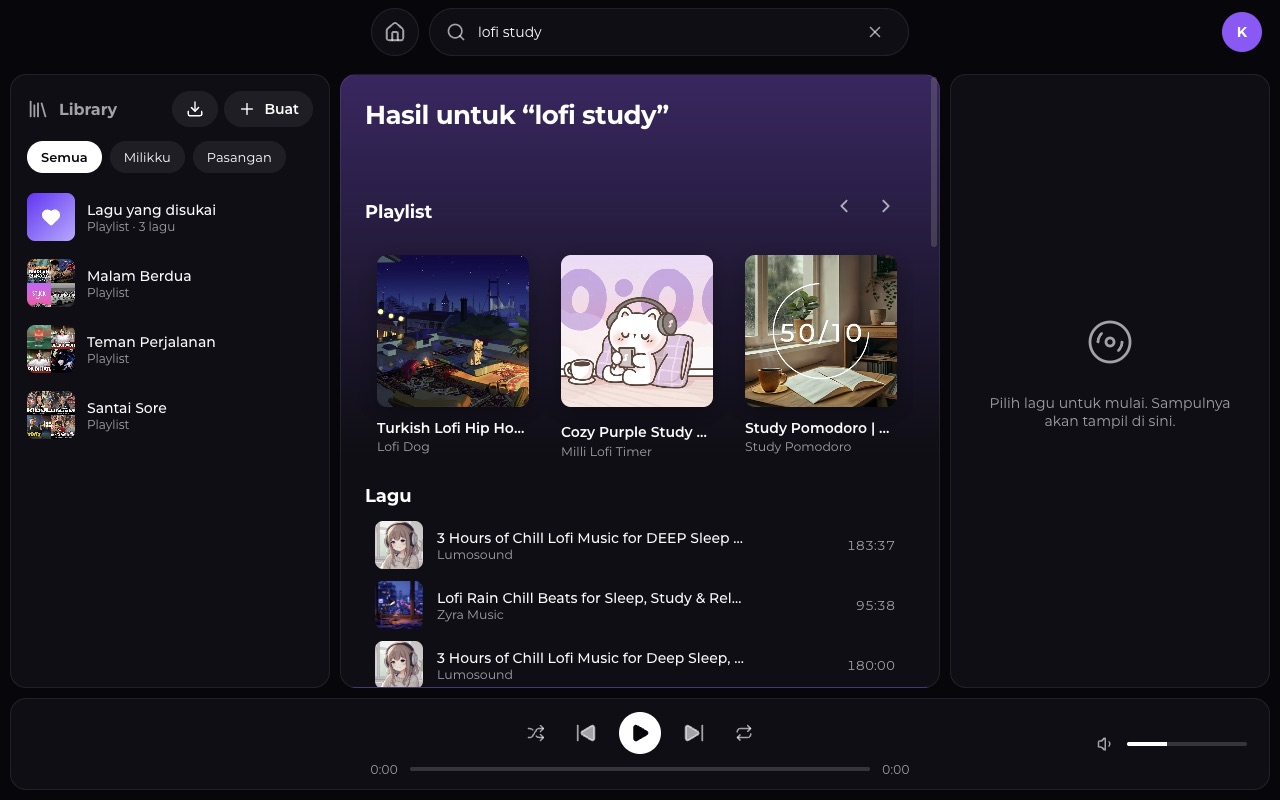 lofi study
K
Library
Buat
Semua
Milikku
Pasangan
Lagu yang disukai
Playlist · 3 lagu
Malam Berdua
Playlist
Teman Perjalanan
Playlist
Santai Sore
Playlist
Hasil untuk “lofi study”
Playlist
50/10
Turkish Lofi Hip Ho...
Lofi Dog
Cozy Purple Study ...
Milli Lofi Timer
Study Pomodoro | ...
Study Pomodoro
Lagu
3 Hours of Chill Lofi Music for DEEP Sleep ...
Lumosound
183:37
Lofi Rain Chill Beats for Sleep, Study & Rel...
Zyra Music
95:38
3 Hours of Chill Lofi Music for Deep Sleep, ...
Lumosound
180:00
Pilih lagu untuk mulai. Sampulnya
akan tampil di sini.
0:00
0:00